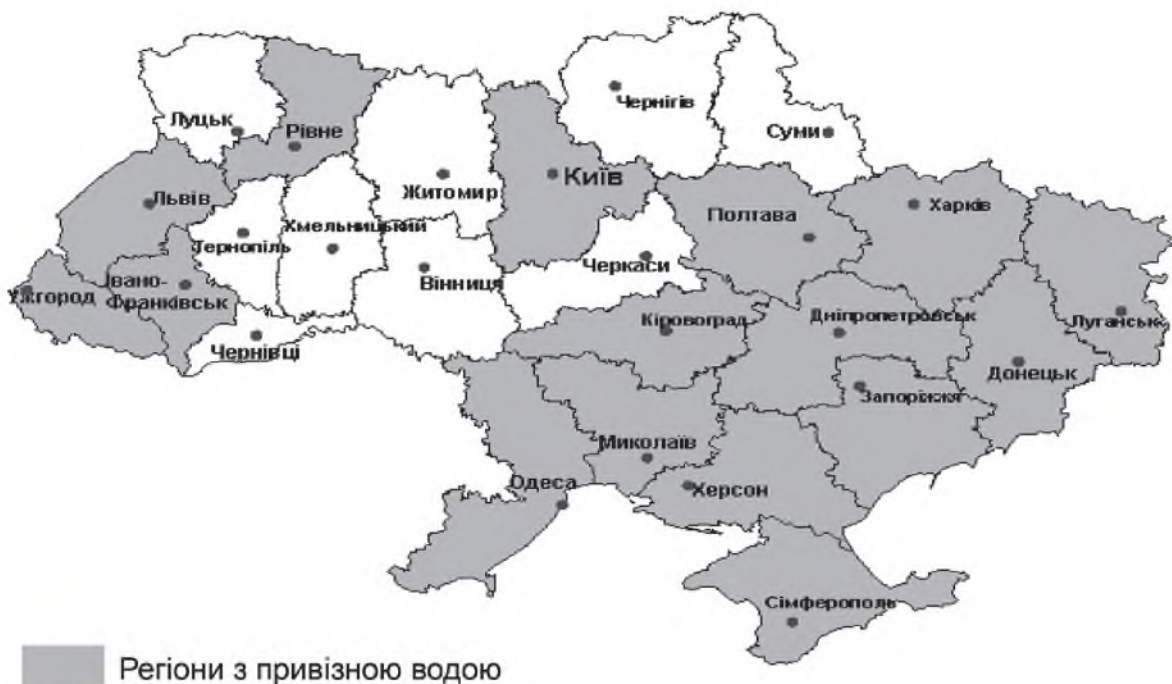 Чернігів
Луцьк
Суми
Рівне
Київ
Житомир
Львів
Полтава
Харків
Хмельницький
Тернопіль
Черкаси
Вінниця
Івано-
Ужгород
Франківськ
Кіровоград
Дніпропетровськ
Луганськ
Чернівці
Донецьк
Запоріжжя
Миколаїв
Одеса
Херсон
Сімферополь
Регіони з привізною водою